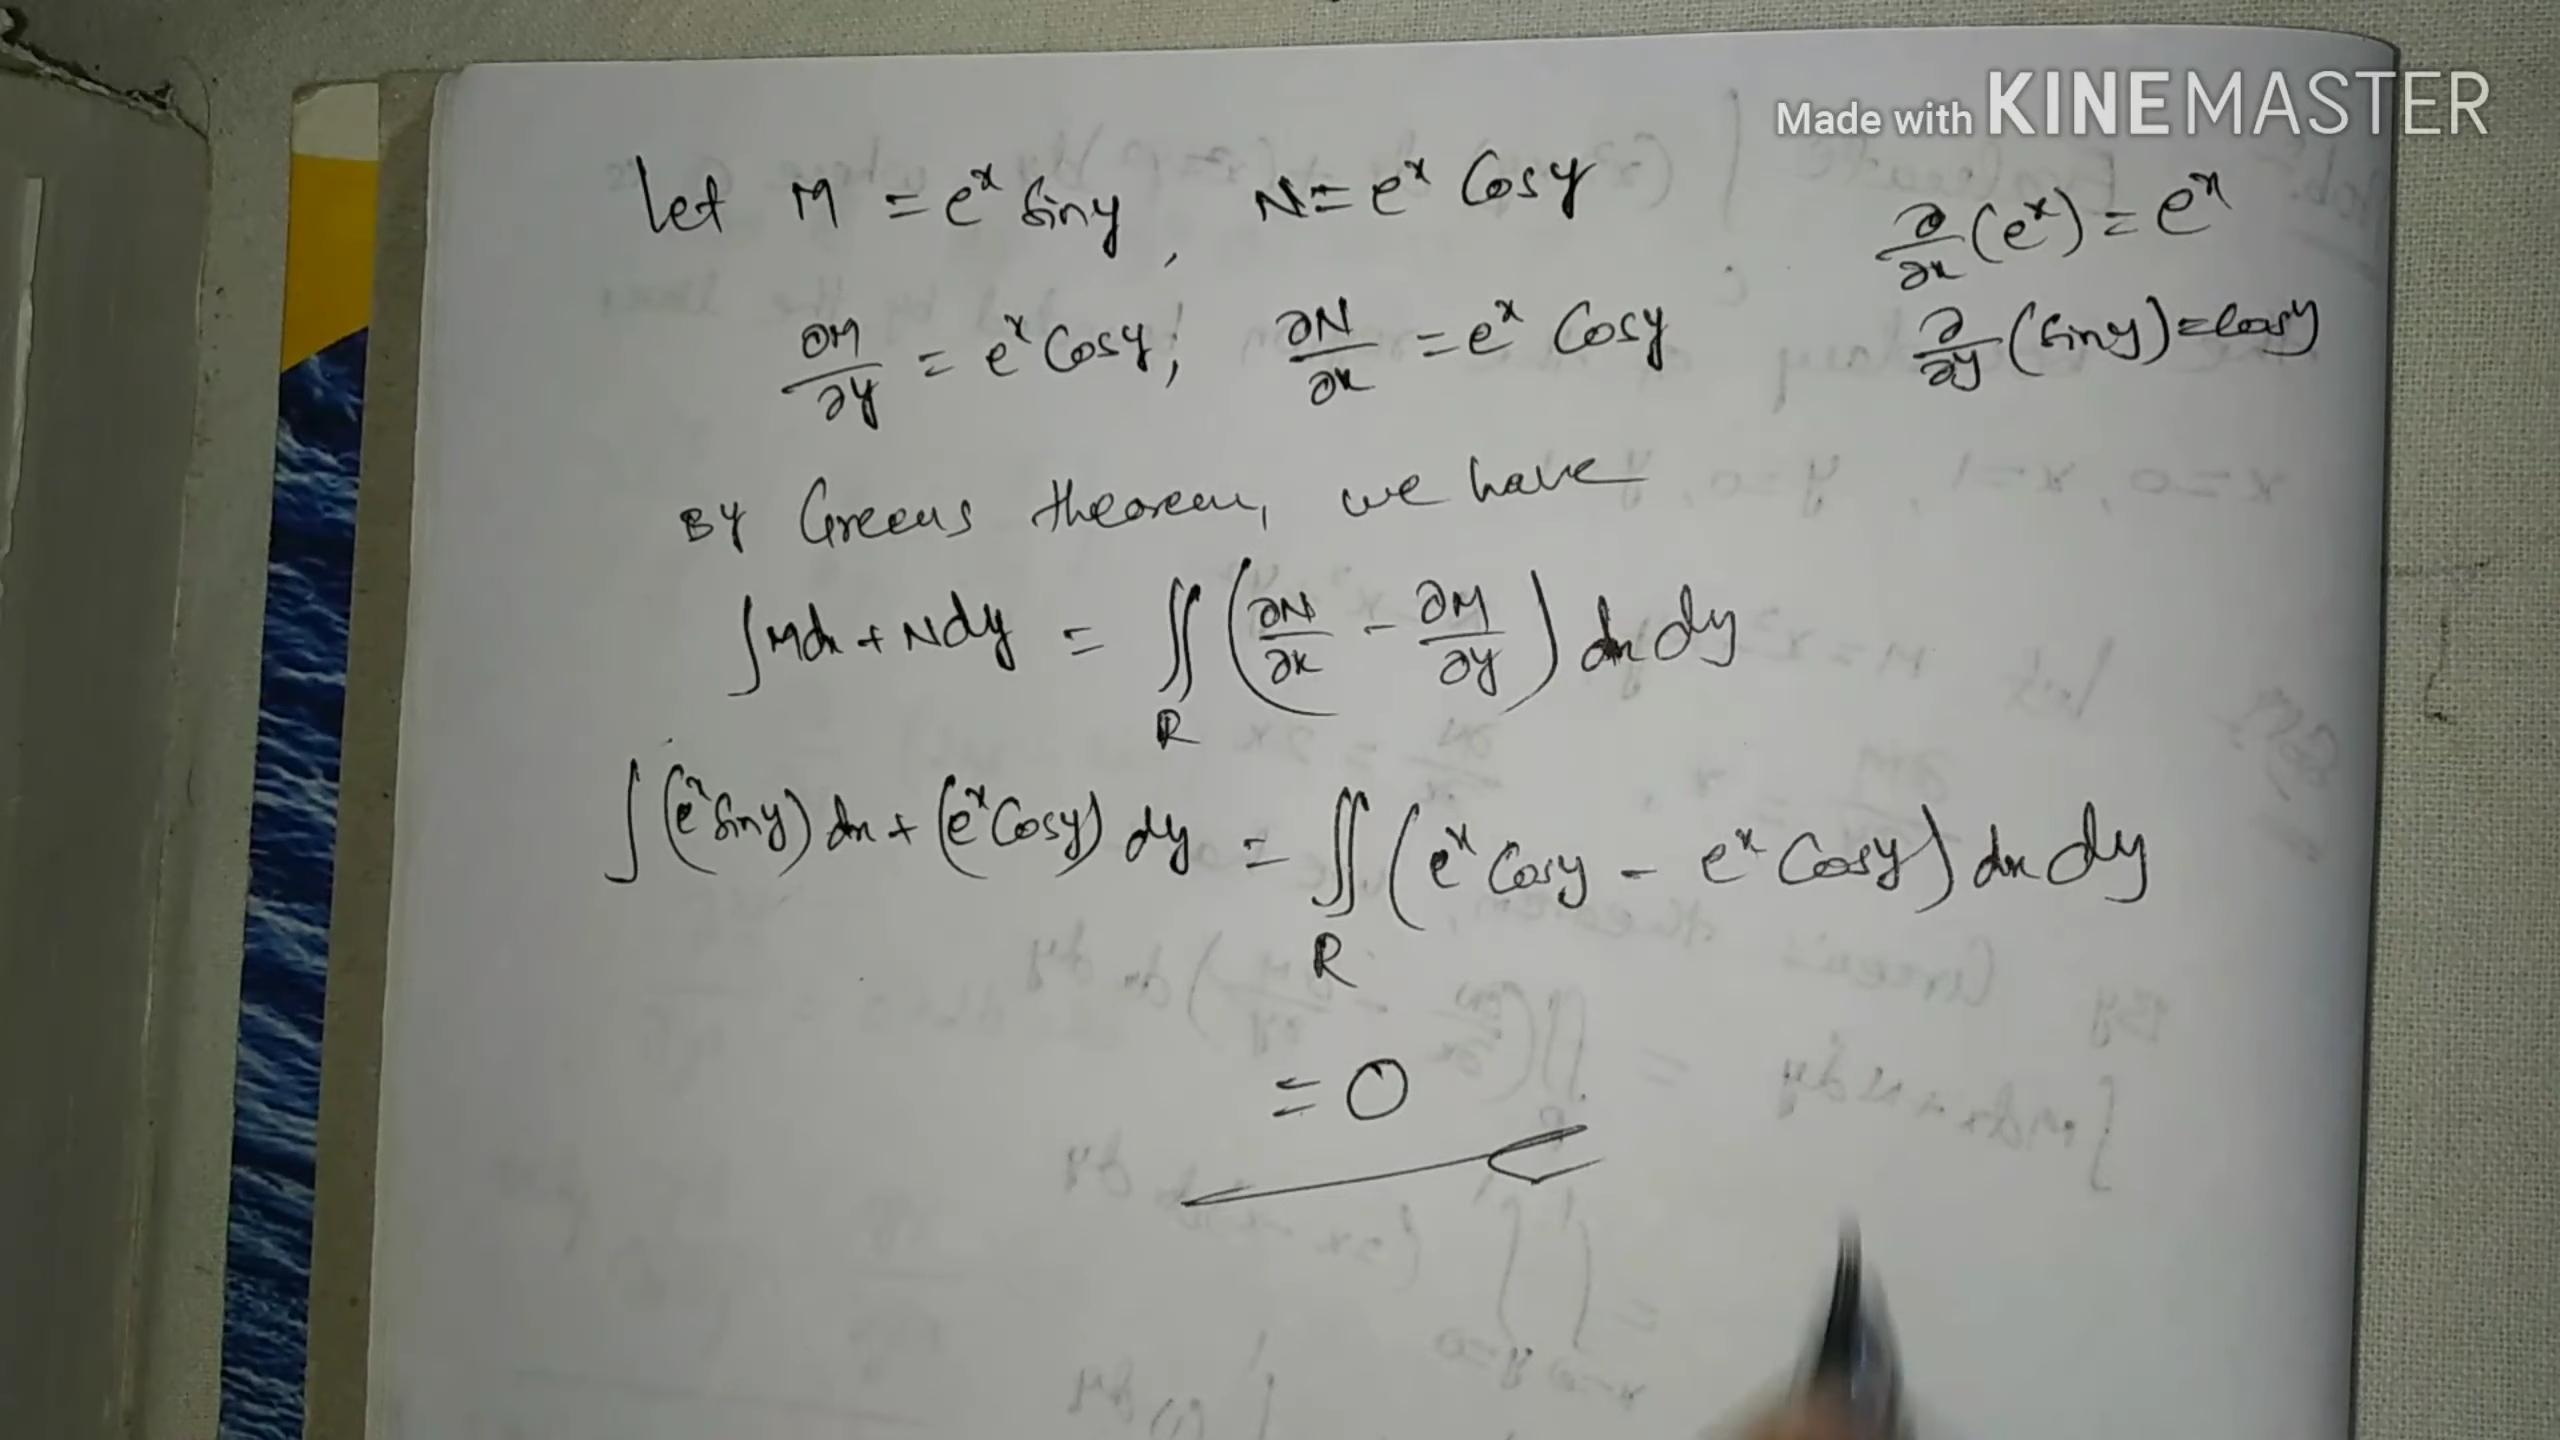 Made with KINEMASTER
Let M = e^x Siny, N = e^x Cosy
∂/∂x (e^x) = e^x
∂M/∂y = e^x Cosy; ∂N/∂x = e^x Cosy
∂/∂y (Siny) = Cosy
By Greens theorem, we have
∫ Mdx + Ndy = ∬_R (∂N/∂x - ∂M/∂y) dx dy
∫ (e^x Siny) dx + (e^x Cosy) dy = ∬_R (e^x Cosy - e^x Cosy) dx dy
= 0